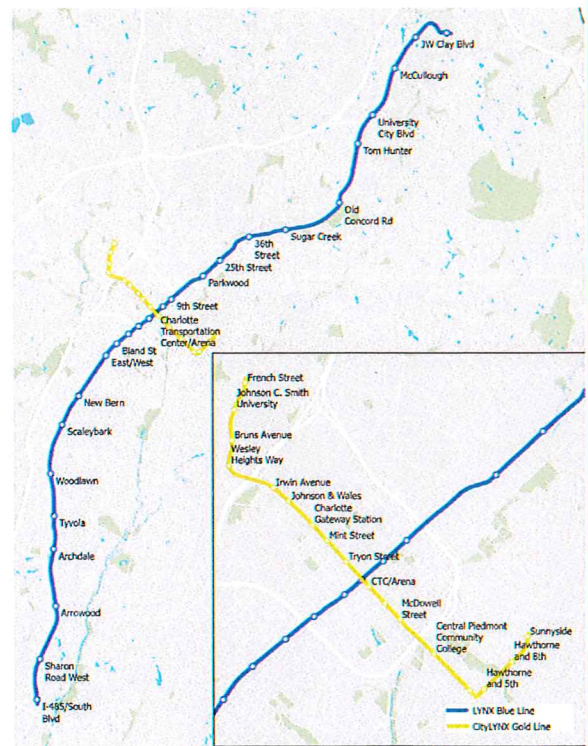 JW Clay Blvd
McCullough
University
City Blvd
Tom Hunter
Old
Concord Rd
Sugar Creek
36th
Street
25th Street
Parkwood
9th Street
Charlotte
Transportation
Center/Arena
Bland St
East/West
New Bern
Scaleybark
Woodlawn
Tyvola
Archdale
Arrowood
Sharon
Road West
I-485/South
Blvd
French Street
Johnson C. Smith
University
Bruns Avenue
Wesley
Heights Way
Irwin Avenue
Johnson & Wales
Charlotte
Gateway Station
Mint Street
Tryon Street
CTC/Arena
McDowell
Street
Central Piedmont
Community
College
Sunnyside
Hawthorne
and 8th
Hawthorne
and 5th
LYNX Blue Line
CityLYNX Gold Line